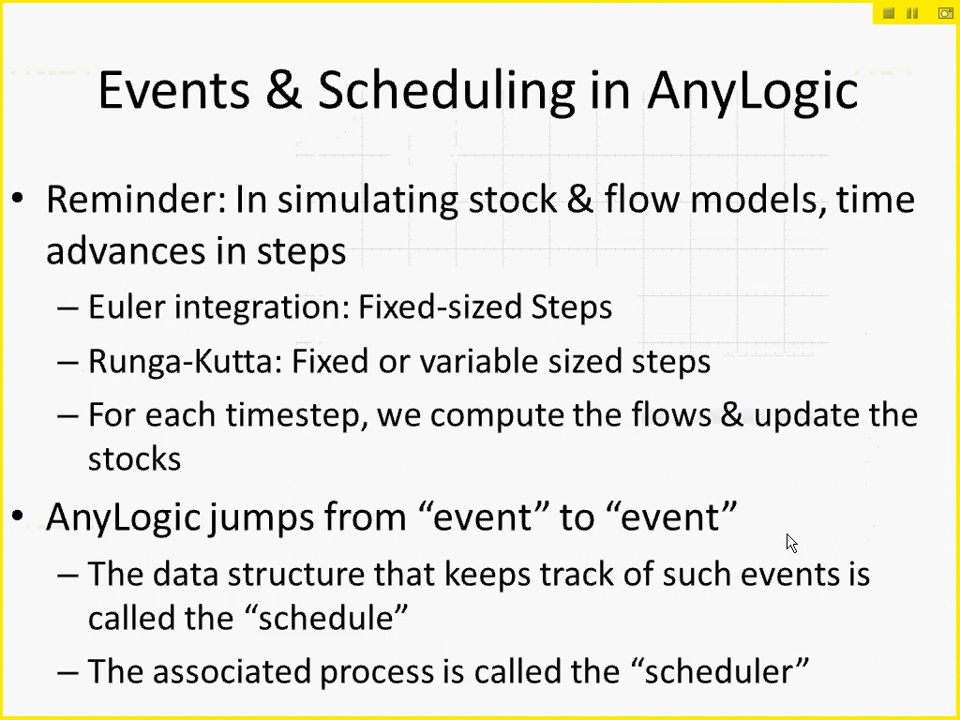 Events & Scheduling in AnyLogic
• Reminder: In simulating stock & flow models, time
advances in steps
– Euler integration: Fixed-sized Steps
– Runga-Kutta: Fixed or variable sized steps
– For each timestep, we compute the flows & update the
stocks
• AnyLogic jumps from “event” to “event”
– The data structure that keeps track of such events is
called the “schedule”
– The associated process is called the “scheduler”